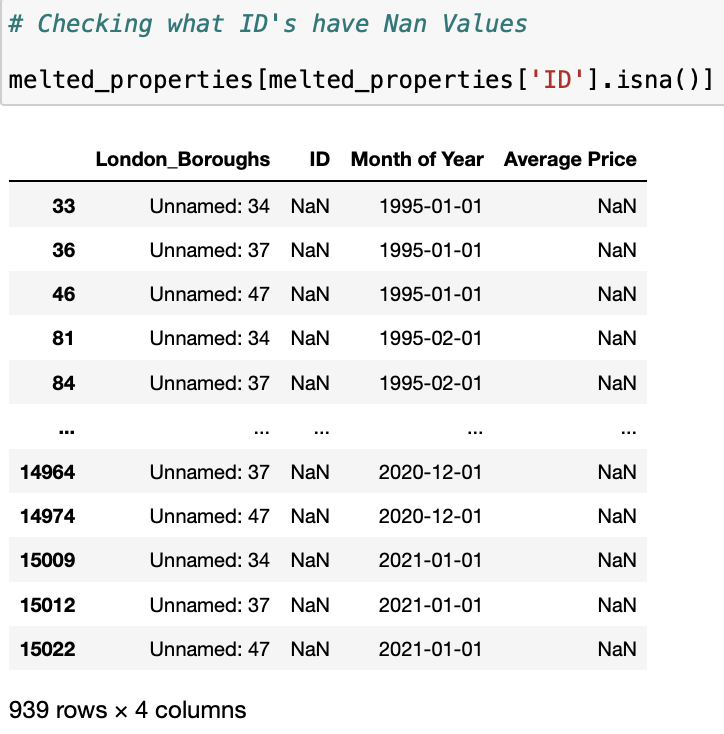 # Checking what ID's have Nan Values
melted_properties[melted_properties['ID'].isna()]
London_Boroughs ID Month of Year Average Price
33 Unnamed: 34 NaN 1995-01-01 NaN
36 Unnamed: 37 NaN 1995-01-01 NaN
46 Unnamed: 47 NaN 1995-01-01 NaN
81 Unnamed: 34 NaN 1995-02-01 NaN
84 Unnamed: 37 NaN 1995-02-01 NaN
... ... ... ... ...
14964 Unnamed: 37 NaN 2020-12-01 NaN
14974 Unnamed: 47 NaN 2020-12-01 NaN
15009 Unnamed: 34 NaN 2021-01-01 NaN
15012 Unnamed: 37 NaN 2021-01-01 NaN
15022 Unnamed: 47 NaN 2021-01-01 NaN
939 rows × 4 columns